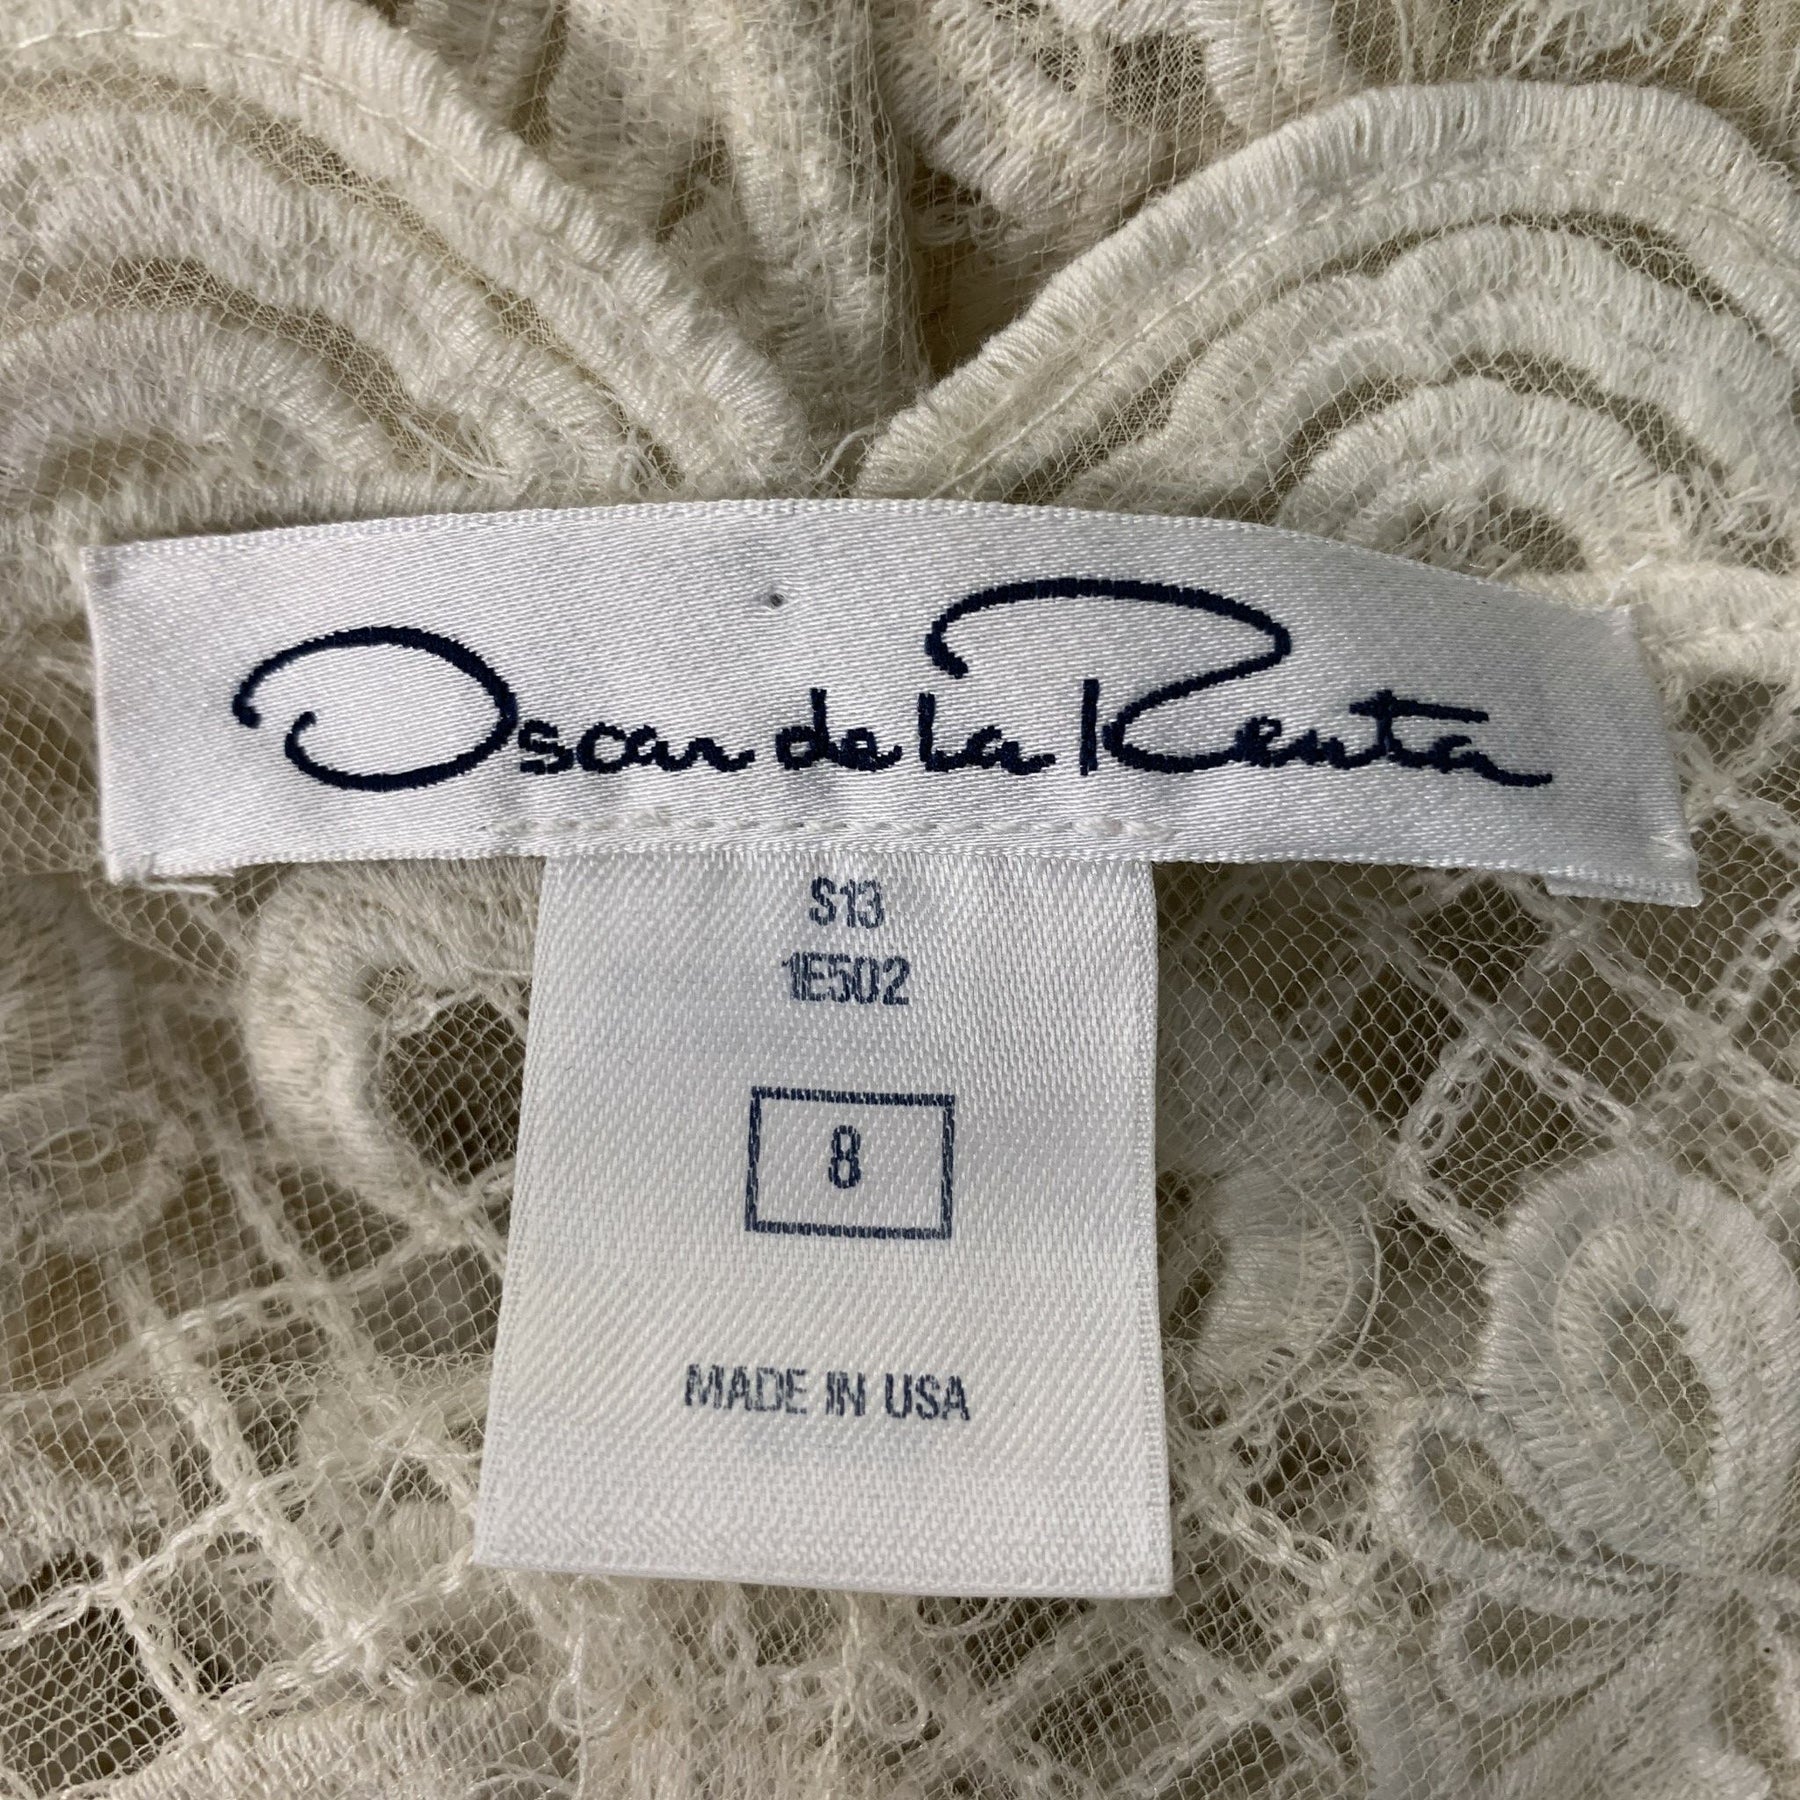 Oscar de la Renta
S13
1E502
8
MADE IN USA